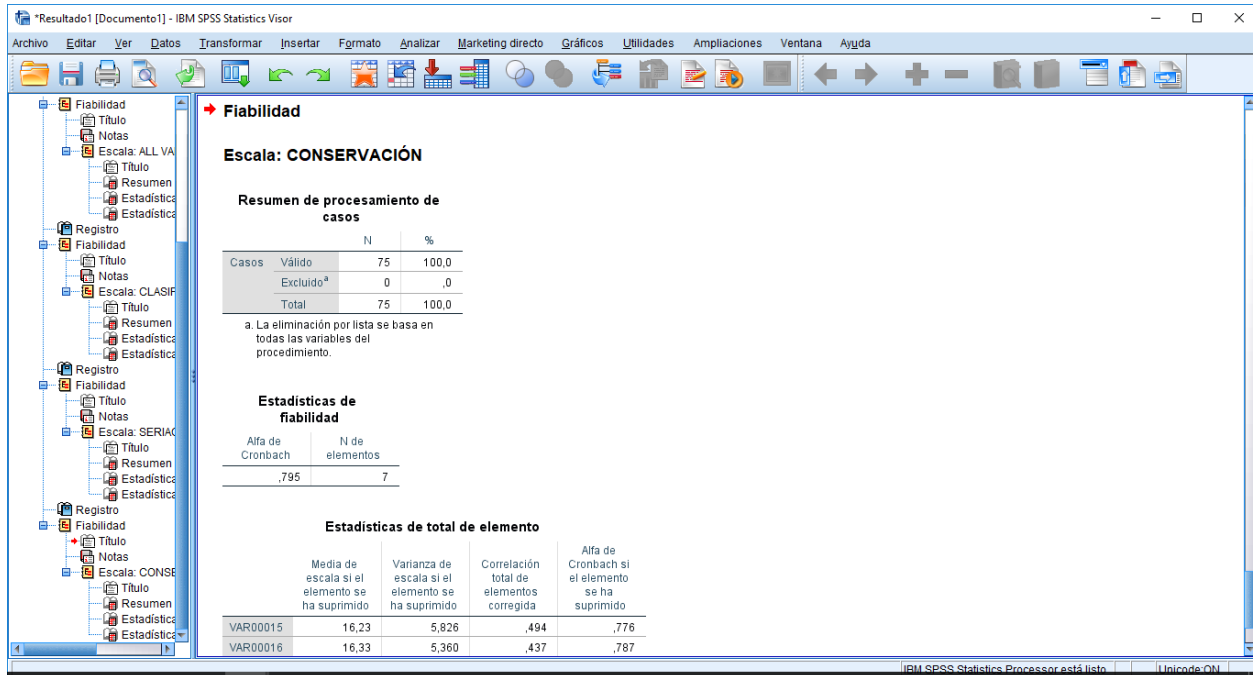 *Resultado1 [Documento1] - IBM SPSS Statistics Visor
Archivo Editar Ver Datos Transformar Insertar Formato Analizar Marketing directo Gráficos Utilidades Ampliaciones Ventana Ayuda
Fiabilidad
Título
Notas
Escala: ALL VA
Título
Resumen
Estadística
Estadística
Registro
Fiabilidad
Título
Notas
Escala: CLASIF
Título
Resumen
Estadística
Estadística
Registro
Fiabilidad
Título
Notas
Escala: SERIAC
Título
Resumen
Estadística
Estadística
Registro
Fiabilidad
Título
Notas
Escala: CONSE
Título
Resumen
Estadística
Estadística
Fiabilidad
Escala: CONSERVACIÓN
Resumen de procesamiento de
casos
N %
Casos Válido 75 100,0
Excluido a 0 ,0
Total 75 100,0
a. La eliminación por lista se basa en
todas las variables del
procedimiento.
Estadísticas de
fiabilidad
Alfa de
Cronbach
N de
elementos
,795 7
Estadísticas de total de elemento
Media de
escala si el
elemento se
ha suprimido
Varianza de
escala si el
elemento se
ha suprimido
Correlación
total de
elementos
corregida
Alfa de
Cronbach si
el elemento
se ha
suprimido
VAR00015 16,23 5,826 ,494 ,776
VAR00016 16,33 5,360 ,437 ,787
IBM SPSS Statistics Processor está listo Unicode:ON